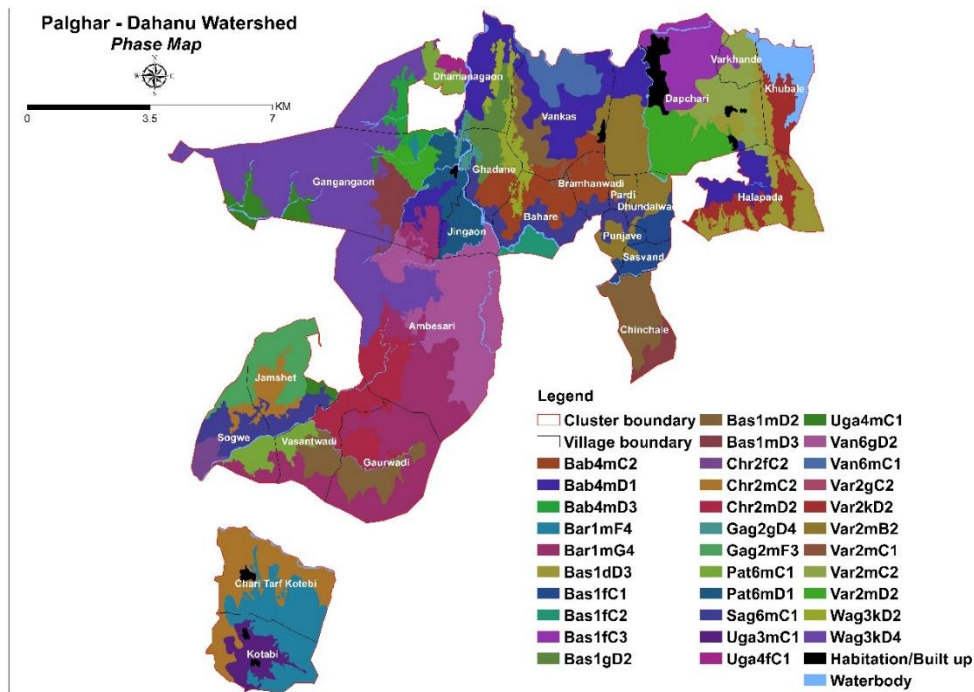 Palghar - Dahanu Watershed
Phase Map
N
W
E
S
KM
0
3.5
7
Dhamanagaon
Vankas
Dapchari
Varkhande
Khubale
Gangangaon
Ghadane
Bramhanwadi
Pardi
Dhundalwadi
Halapada
Jingaon
Bahare
Punjave
Sasvand
Ambesari
Chinchale
Jamshet
Sogwe
Vasantwadi
Gaurwadi
Chari Tarf Kotebi
Kotabi
Legend
Cluster boundary
Village boundary
Bab4mC2
Bab4mD1
Bab4mD3
Bar1mF4
Bar1mG4
Bas1dD3
Bas1fC1
Bas1fC2
Bas1fC3
Bas1gD2
Bas1mD2
Bas1mD3
Chr2fC2
Chr2mC2
Chr2mD2
Gag2gD4
Gag2mF3
Pat6mC1
Pat6mD1
Sag6mC1
Uga3mC1
Uga4fC1
Uga4mC1
Van6gD2
Van6mC1
Var2gC2
Var2kD2
Var2mB2
Var2mC1
Var2mC2
Var2mD2
Wag3kD2
Wag3kD4
Habitation/Built up
Waterbody